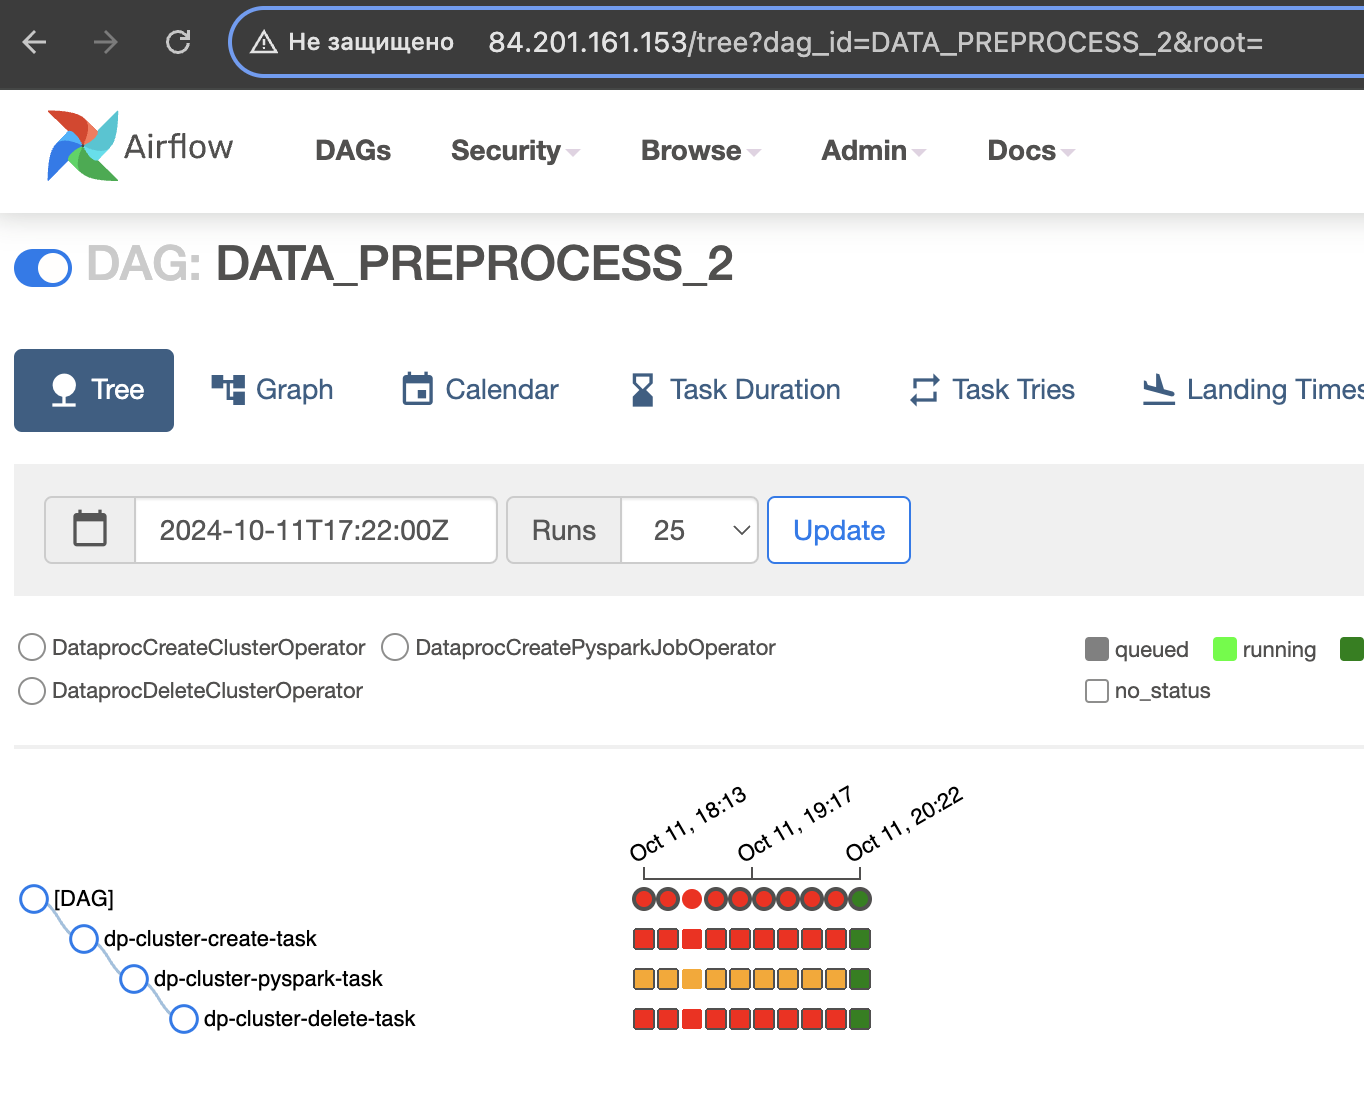 Не защищено 84.201.161.153/tree?dag_id=DATA_PREPROCESS_2&root=
Airflow DAGs Security Browse Admin Docs
DAG: DATA_PREPROCESS_2
Tree Graph Calendar Task Duration Task Tries Landing Times
2024-10-11T17:22:00Z Runs 25 Update
DataprocCreateClusterOperator DataprocCreatePysparkJobOperator queued running
DataprocDeleteClusterOperator no_status
Oct 11, 18:13 Oct 11, 19:17 Oct 11, 20:22
[DAG]
dp-cluster-create-task
dp-cluster-pyspark-task
dp-cluster-delete-task